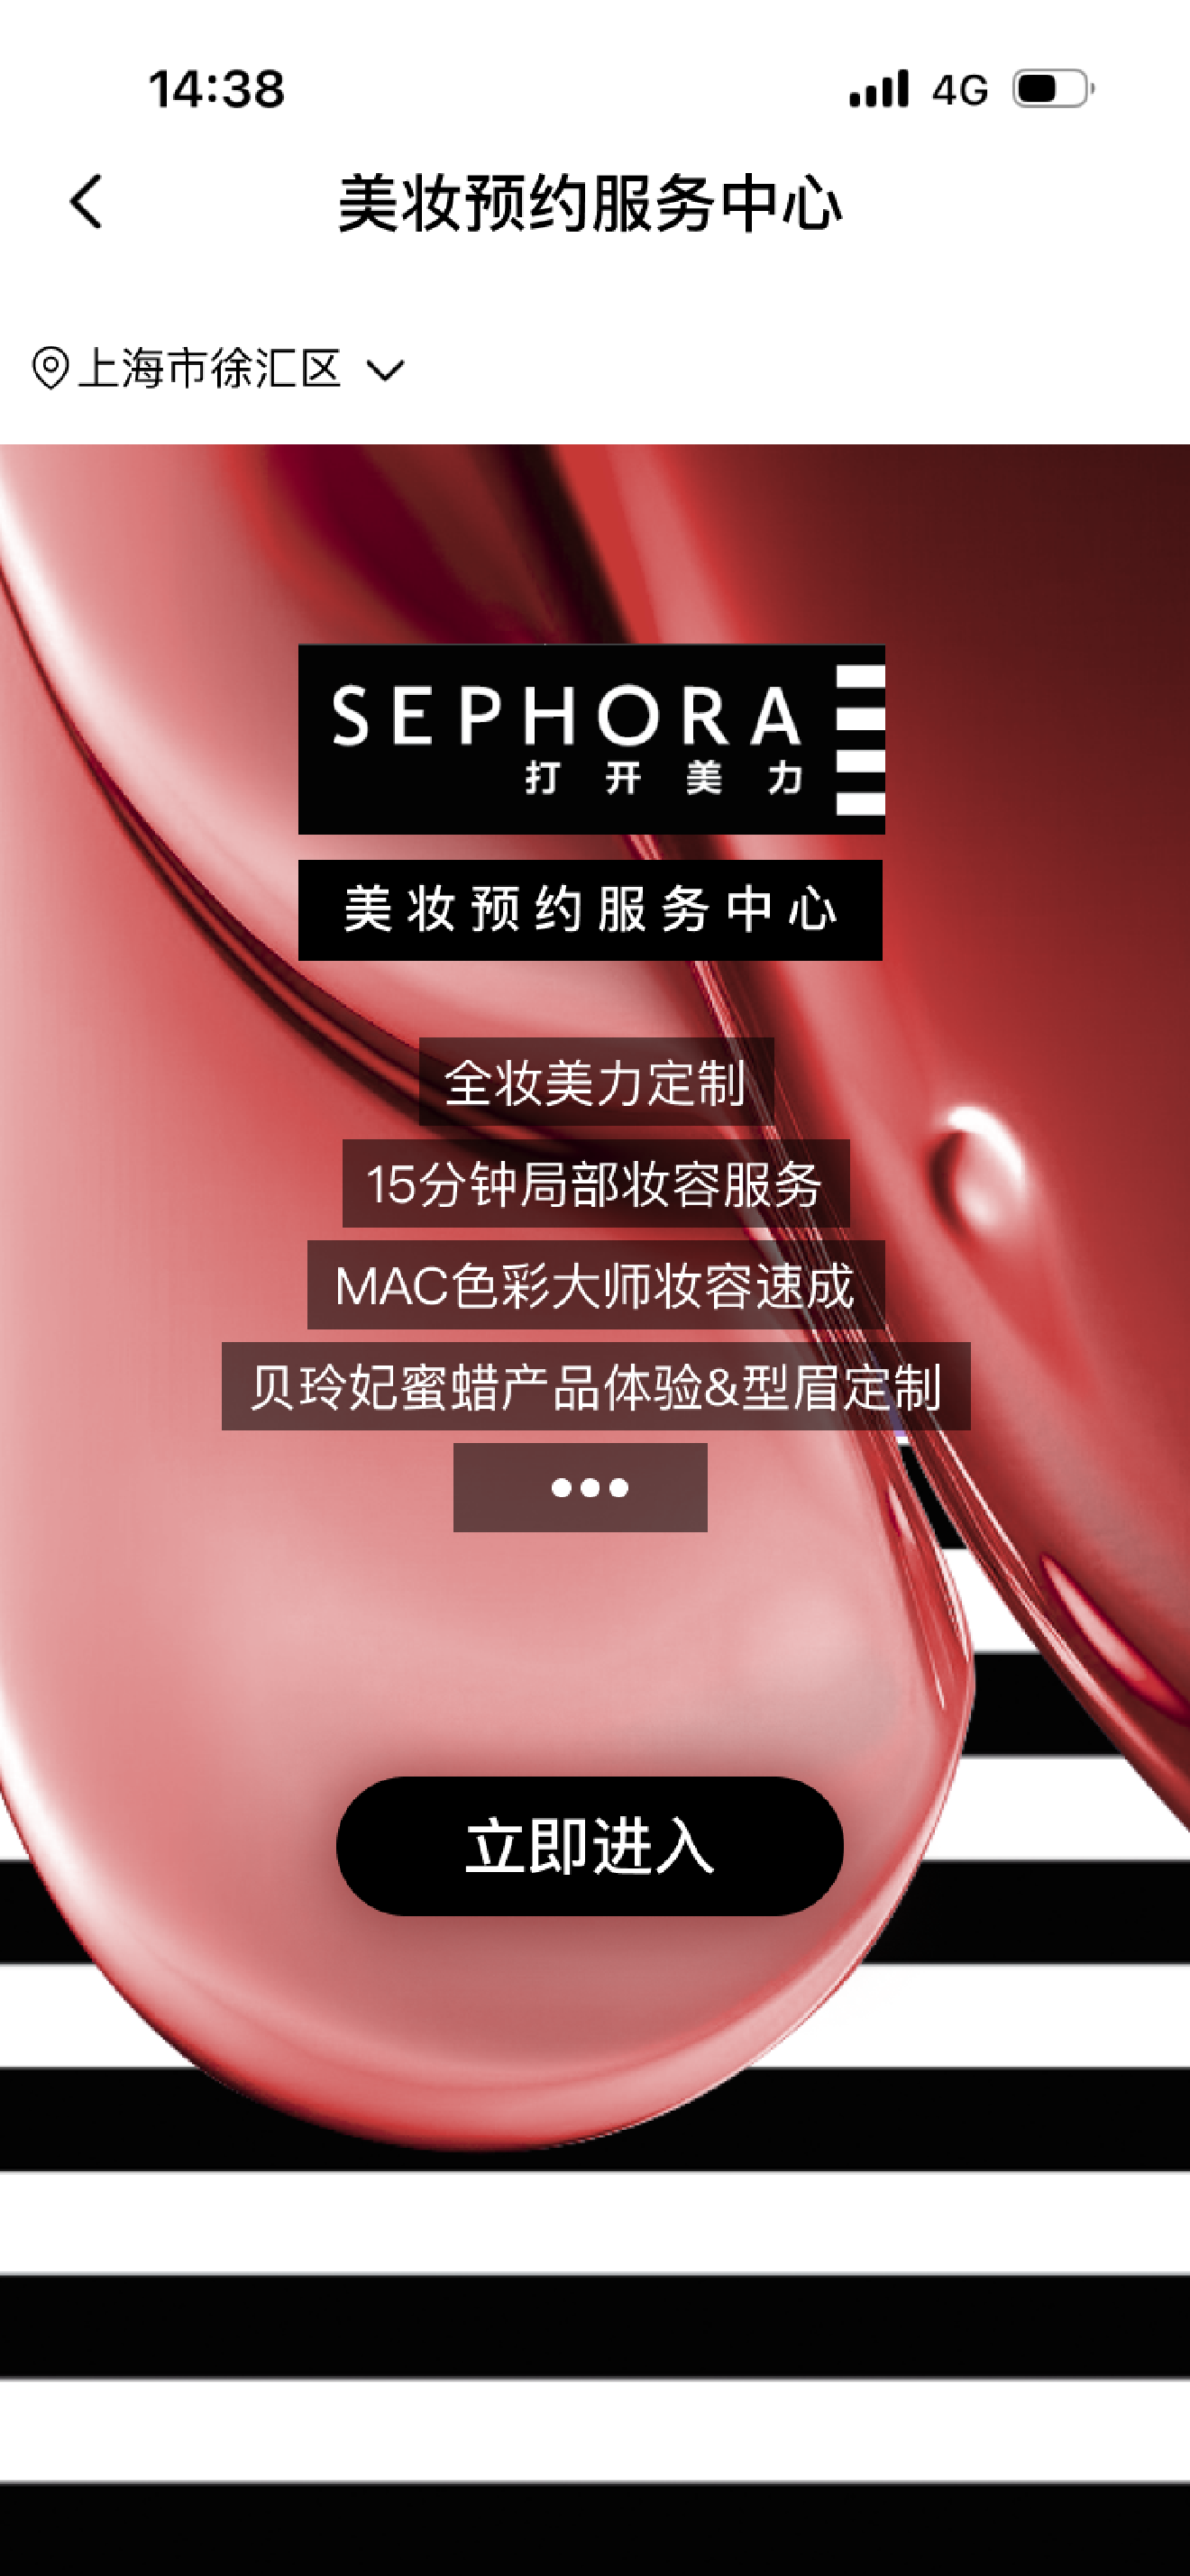 14:38 4G
美妆预约服务中心
上海市徐汇区
SEPHORA
打开美力
美妆预约服务中心
全妆美力定制
15分钟局部妆容服务
MAC色彩大师妆容速成
贝玲妃蜜蜡产品体验&型眉定制
•••
立即进入